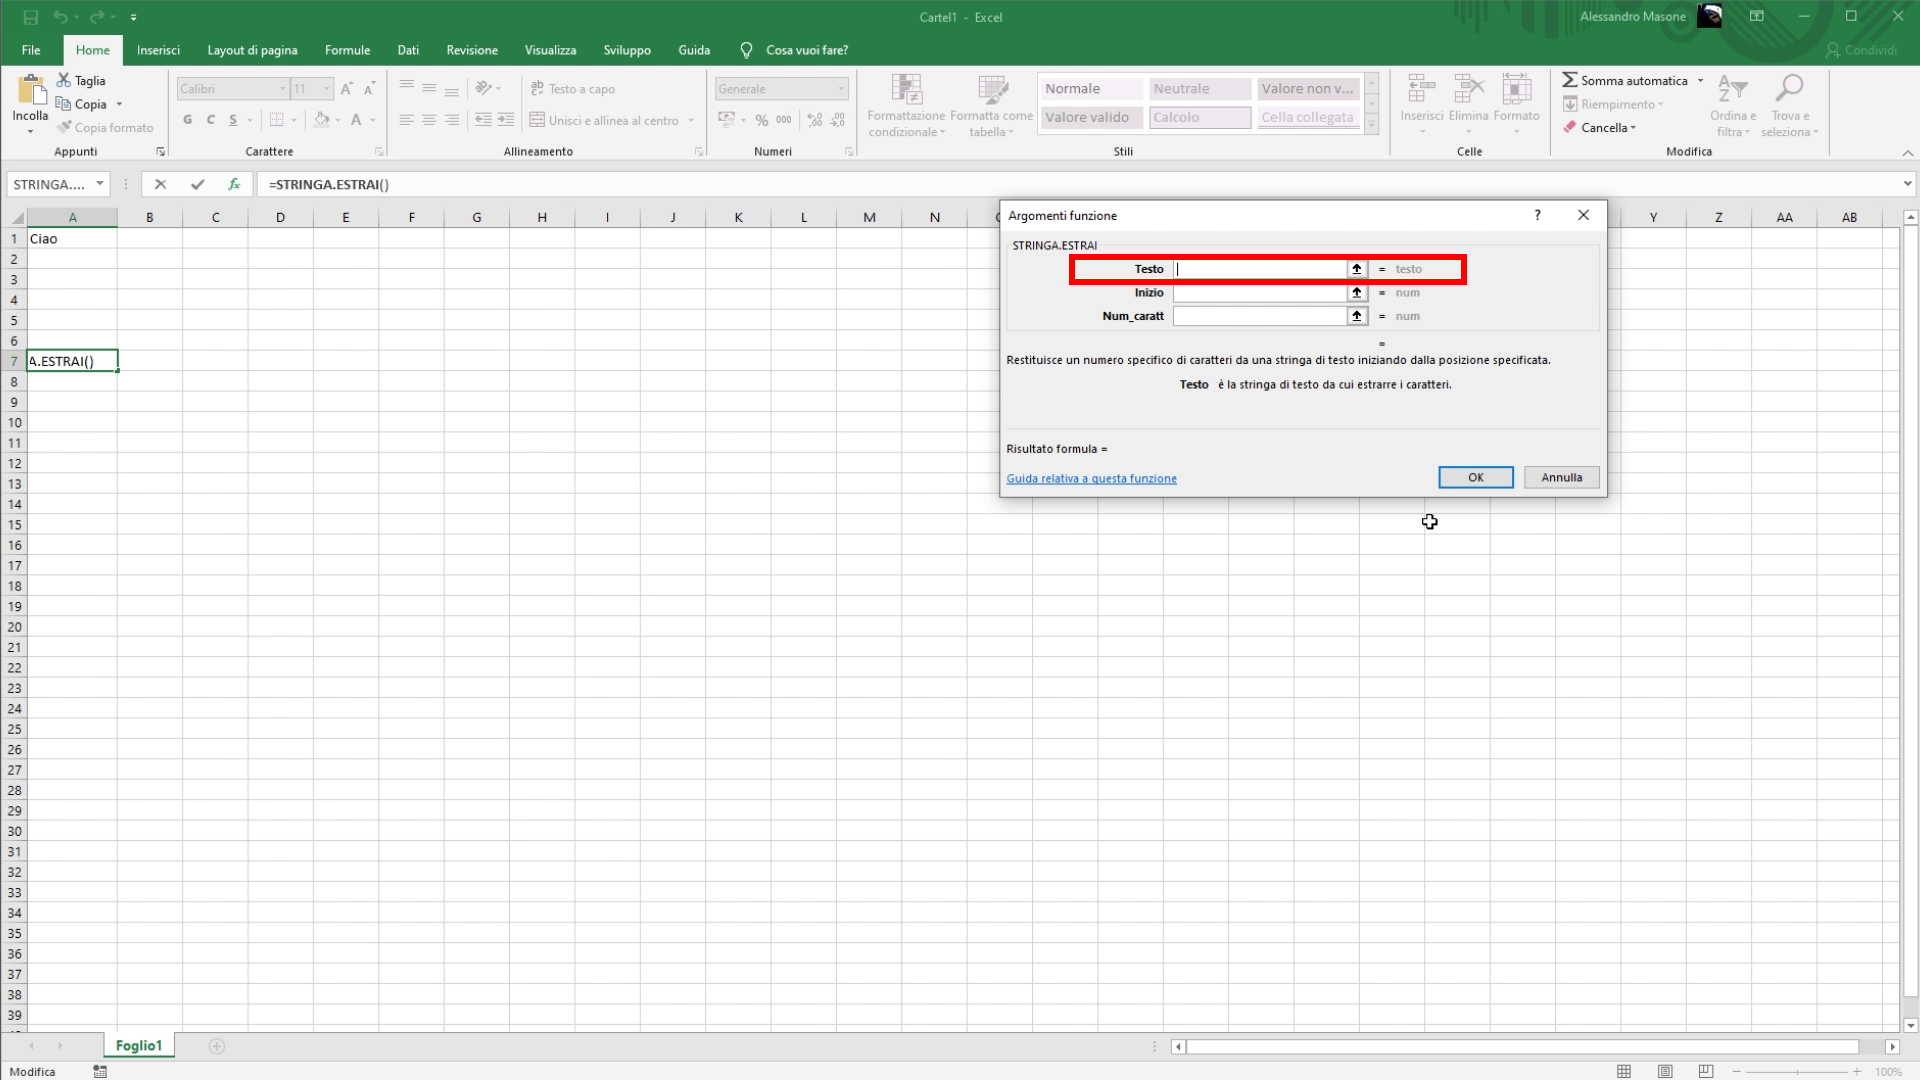 Cartel1 - Excel
Alessandro Masone
File Home Inserisci Layout di pagina Formule Dati Revisione Visualizza Sviluppo Guida Cosa vuoi fare? Condividi
Incolla
Taglia
Copia
Copia formato
Appunti
Calibri 11
G C S A
Carattere
Testo a capo
Unisci e allinea al centro
Allineamento
Generale
% 000
Numeri
Formattazione condizionale
Formatta come tabella
Normale Neutrale Valore non v...
Valore valido Calcolo Cella collegata
Stili
Inserisci Elimina Formato
Celle
Somma automatica
Riempimento
Cancella
Ordina e filtra
Trova e seleziona
Modifica
STRINGA.... fx =STRINGA.ESTRAI()
A B C D E F G H I J K L M N Y Z AA AB
1 Ciao
2
3
4
5
6
7 A.ESTRAI()
8
9
10
11
12
13
14
15
16
17
18
19
20
21
22
23
24
25
26
27
28
29
30
31
32
33
34
35
36
37
38
39
Argomenti funzione ?
STRINGA.ESTRAI
Testo = testo
Inizio = num
Num_caratt = num
=
Restituisce un numero specifico di caratteri da una stringa di testo iniziando dalla posizione specificata.
Testo è la stringa di testo da cui estrarre i caratteri.
Risultato formula =
Guida relativa a questa funzione
OK Annulla
Foglio1
Modifica
100%